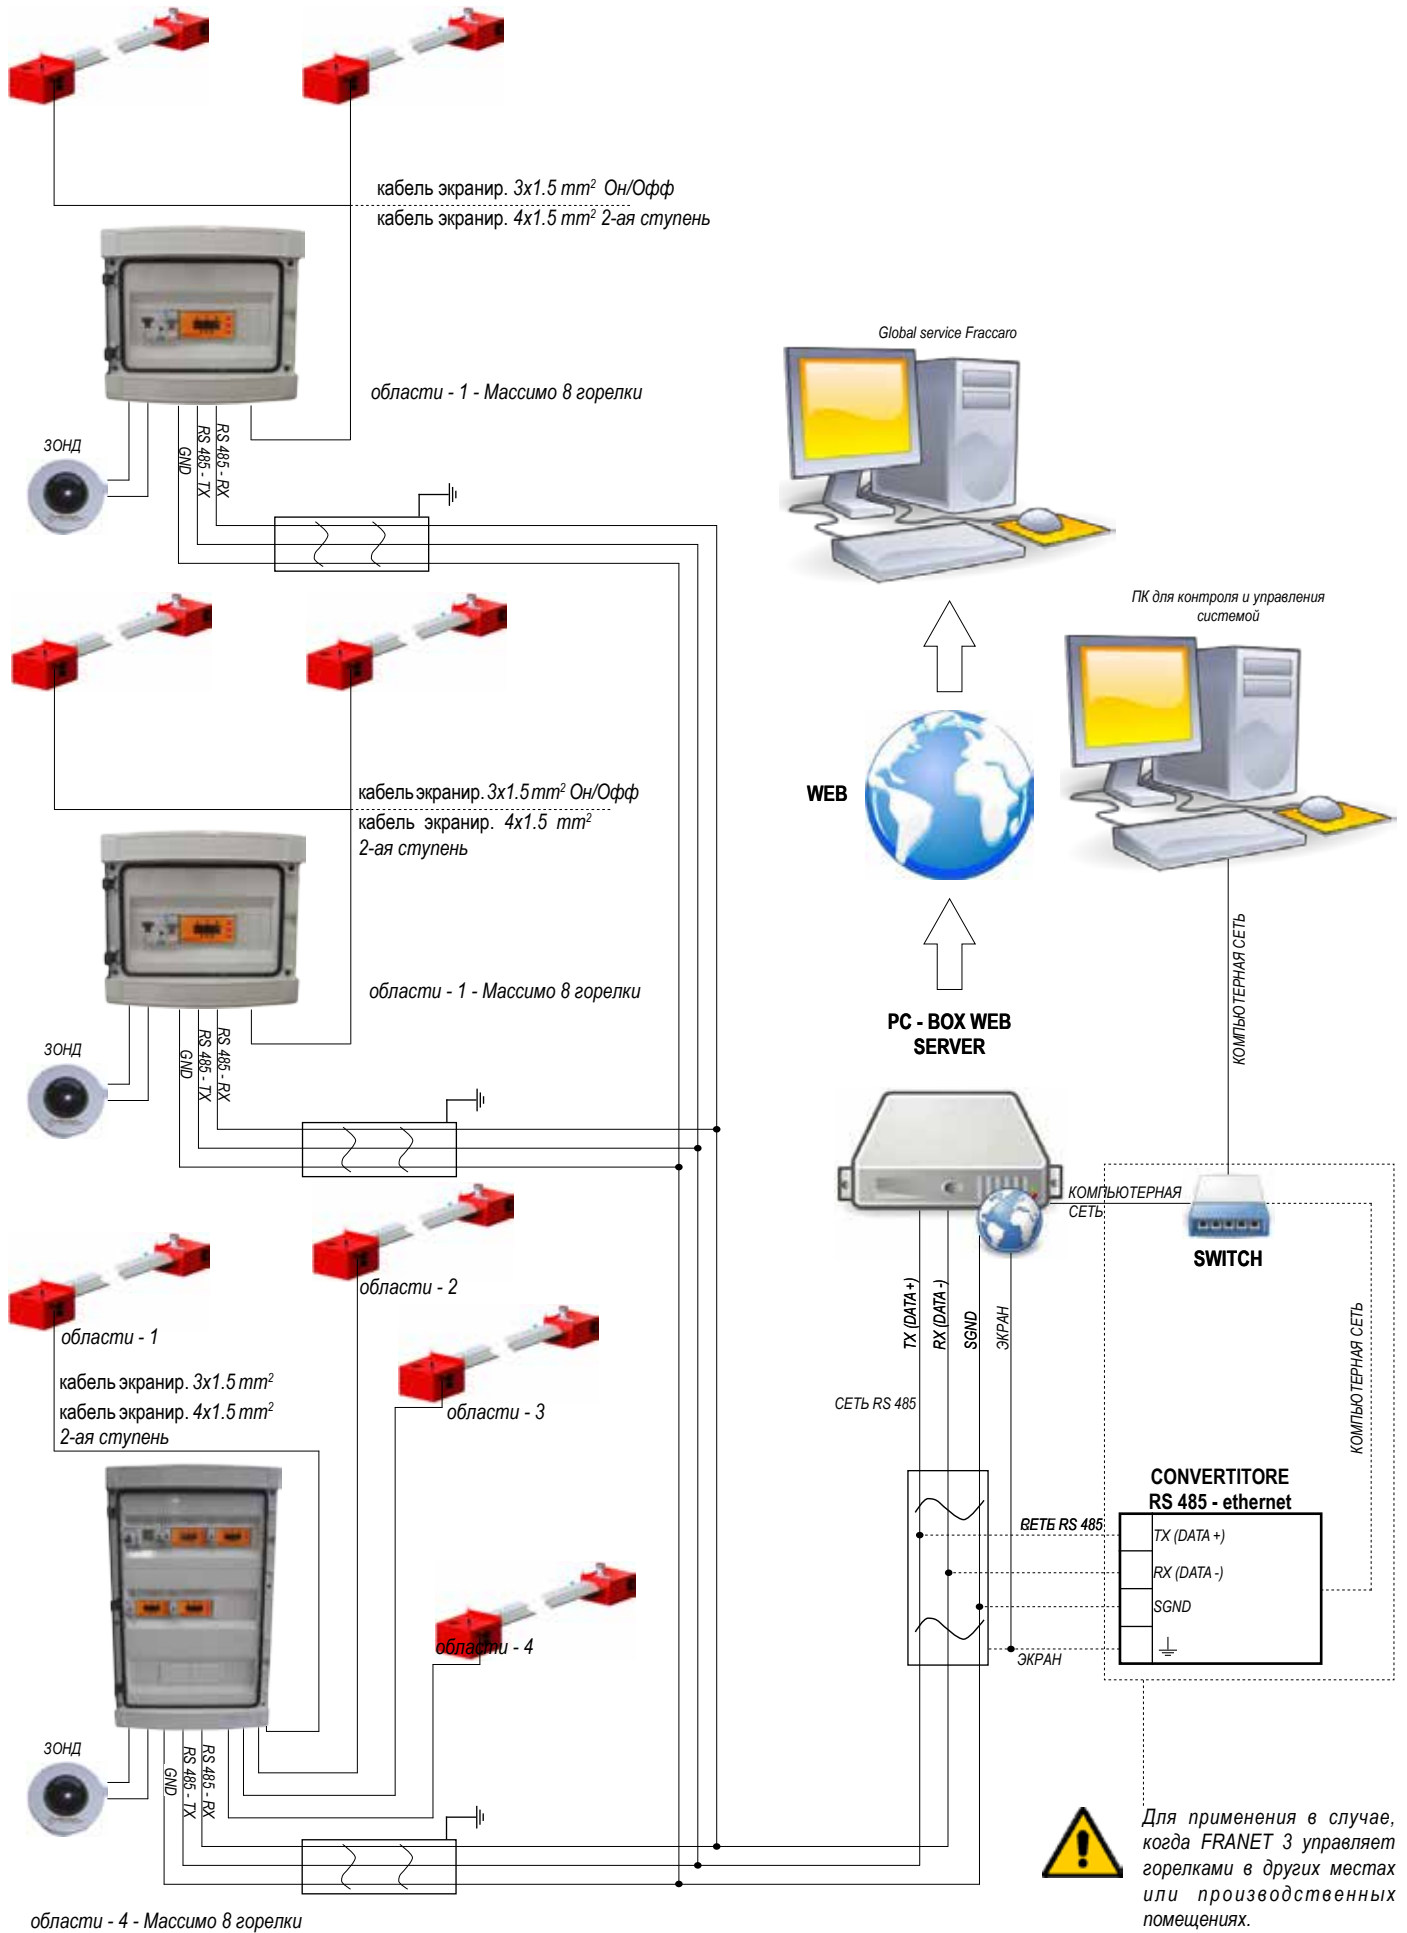 кабель экранир. 3x1.5 mm² Он/Офф
кабель экранир. 4x1.5 mm² 2-ая ступень
Global service Fraccaro
области - 1 - Массимо 8 горелки
ЗОНД
GND
RS 485 - TX
RS 485 - RX
ПК для контроля и управления
системой
кабель экранир. 3x1.5 mm² Он/Офф
кабель экранир. 4x1.5 mm²
2-ая ступень
WEB
области - 1 - Массимо 8 горелки
КОМПЬЮТЕРНАЯ СЕТЬ
PC - BOX WEB
SERVER
ЗОНД
GND
RS 485 - TX
RS 485 - RX
КОМПЬЮТЕРНАЯ
СЕТЬ
SWITCH
области - 2
области - 1
TX (DATA +)
RX (DATA -)
SGND
ЭКРАН
КОМПЬЮТЕРНАЯ СЕТЬ
кабель экранир. 3x1.5 mm²
кабель экранир. 4x1.5 mm²
2-ая ступень
области - 3
СЕТЬ RS 485
CONVERTITORE
RS 485 - ethernet
RS 485
TX (DATA +)
RX (DATA -)
SGND
области - 4
ЭКРАН
ЗОНД
GND
RS 485 - TX
RS 485 - RX
Для применения в случае,
когда FRANET 3 управляет
горелками в других местах
или производственных
помещениях.
области - 4 - Массимо 8 горелки